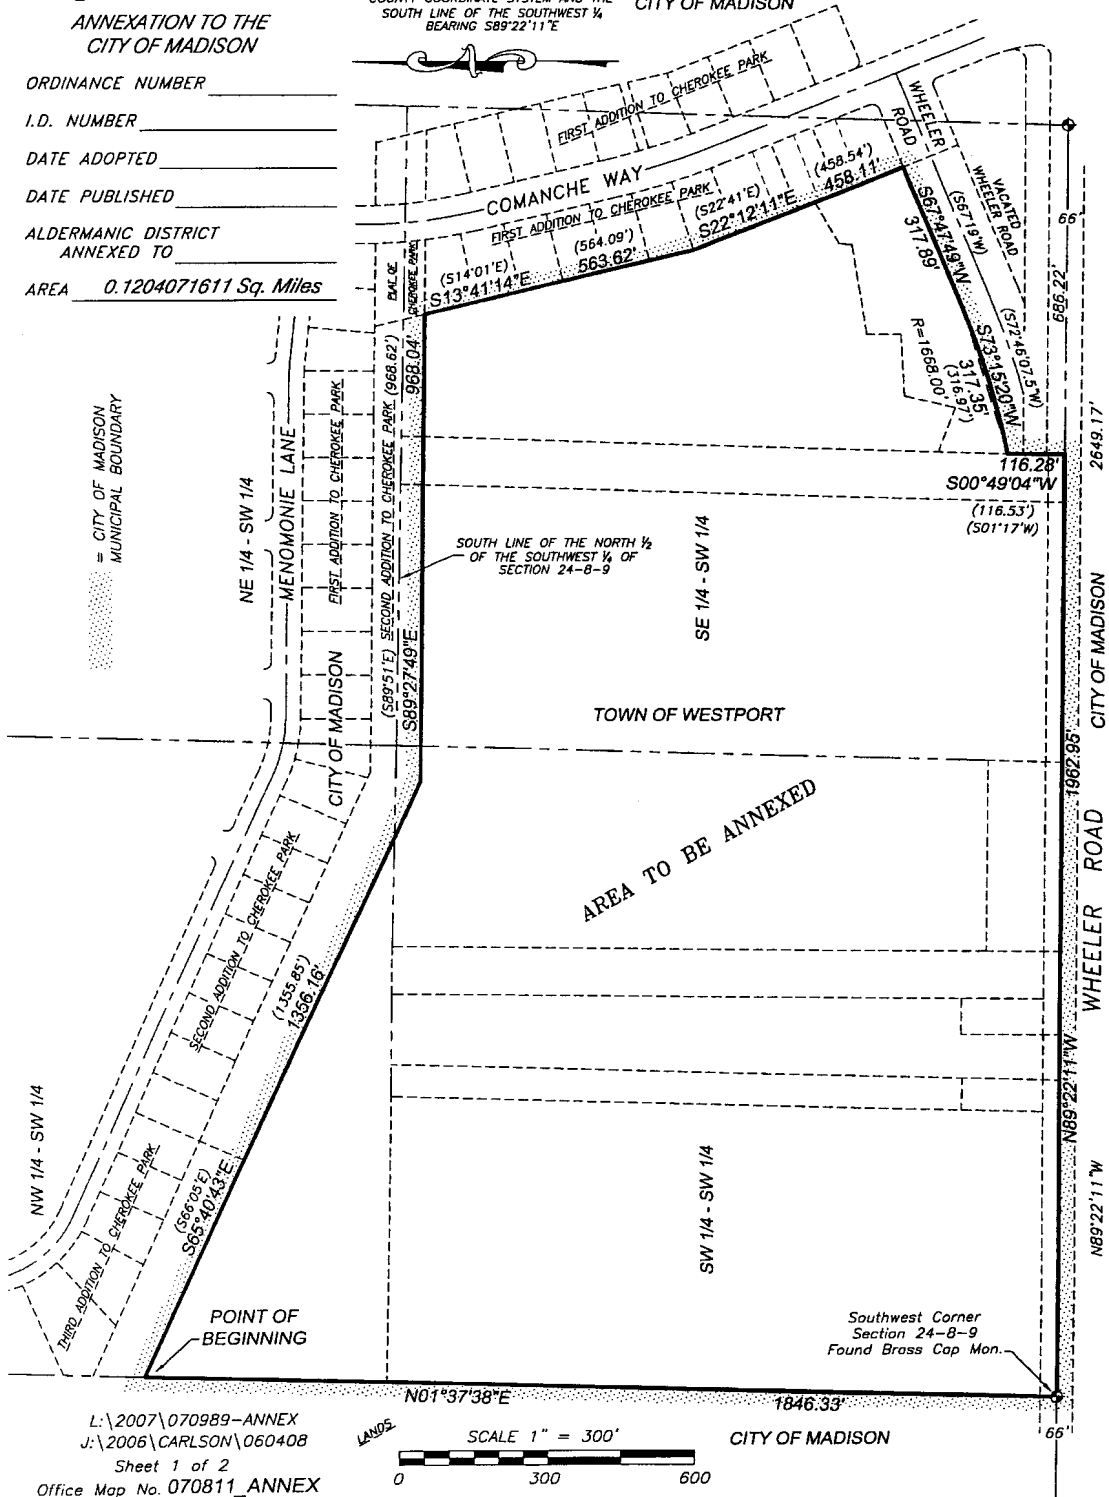 ANNEXATION TO THE
CITY OF MADISON
ORDINANCE NUMBER
I.D. NUMBER
DATE ADOPTED
DATE PUBLISHED
ALDERMANIC DISTRICT
ANNEXED TO
AREA 0.1204071611 Sq. Miles
COUNTY COORDINATE SYSTEM AND THE
SOUTH LINE OF THE SOUTHWEST ¼
BEARING S89°22'11"E
CITY OF MADISON
= CITY OF MADISON
MUNICIPAL BOUNDARY
FIRST ADDITION TO CHEROKEE PARK
COMANCHE WAY
FIRST ADDITION TO CHEROKEE PARK
(S14°01'E)
S13°41'14"E
(564.09')
563.62'
(S22°41'E)
S22°12'11"E
(458.54')
458.11'
WHEELER
ROAD
VACATED
WHEELER ROAD
(S67°19'W)
S67°47'49"W
317.89'
(S72°46'07.5"W)
S73°15'20"W
317.35'
(316.97')
R=1668.00'
66'
686.22'
2649.17'
116.28'
S00°49'04"W
(116.53')
(S01°17'W)
PLAT OF
CHEROKEE PARK
968.04'
(968.62')
SECOND ADDITION TO CHEROKEE PARK
(S89°51'E)
S89°27'49"E
FIRST ADDITION TO CHEROKEE PARK
MENOMONIE LANE
NE 1/4 - SW 1/4
CITY OF MADISON
SOUTH LINE OF THE NORTH ½
OF THE SOUTHWEST ¼ OF
SECTION 24-8-9
SE 1/4 - SW 1/4
TOWN OF WESTPORT
AREA TO BE ANNEXED
CITY OF MADISON
1962.95'
WHEELER ROAD
N89°22'11"W
N89°22'11"W
SECOND ADDITION TO CHEROKEE PARK
(1355.85')
1356.16'
(S66°05'E)
S65°40'43"E
NW 1/4 - SW 1/4
THIRD ADDITION TO CHEROKEE PARK
SW 1/4 - SW 1/4
POINT OF
BEGINNING
Southwest Corner
Section 24-8-9
Found Brass Cap Mon.
N01°37'38"E
1846.33'
66'
LANDS
CITY OF MADISON
L:\2007\070989-ANNEX
J:\2006\CARLSON\060408
Sheet 1 of 2
Office Map No. 070811_ANNEX
SCALE 1" = 300'
0 300 600